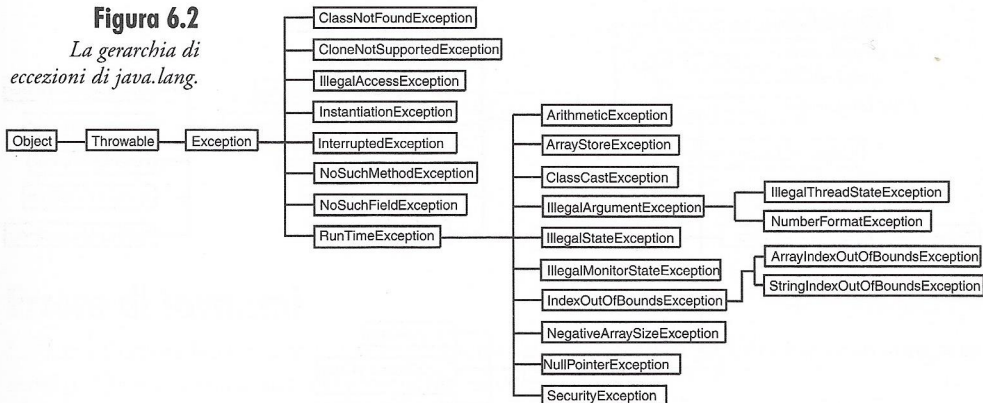 Figura 6.2
La gerarchia di
eccezioni di java.lang.
Object
Throwable
Exception
ClassNotFoundException
CloneNotSupportedException
IllegalAccessException
InstantiationException
InterruptedException
NoSuchMethodException
NoSuchFieldException
RunTimeException
ArithmeticException
ArrayStoreException
ClassCastException
IllegalArgumentException
IllegalStateException
IllegalMonitorStateException
IndexOutOfBoundsException
NegativeArraySizeException
NullPointerException
SecurityException
IllegalThreadStateException
NumberFormatException
ArrayIndexOutOfBoundsException
StringIndexOutOfBoundsException